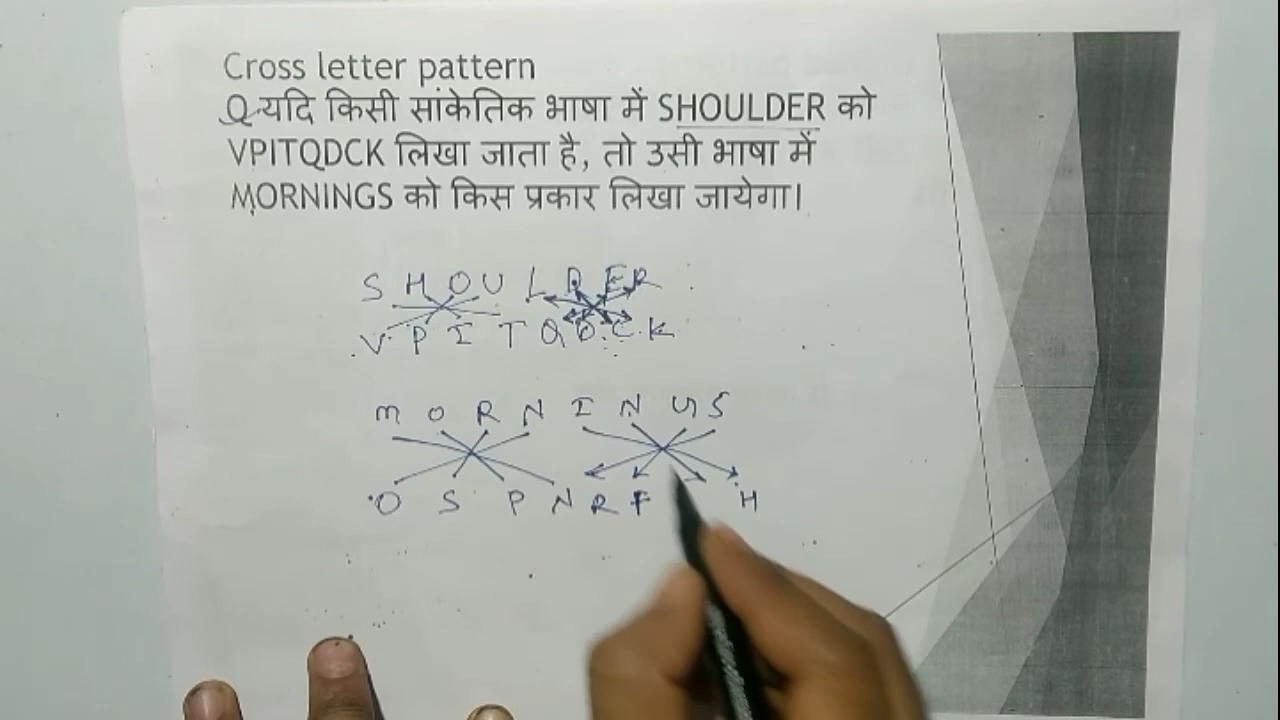 Cross letter pattern
Q-यदि किसी सांकेतिक भाषा में SHOULDER को
VPITQDCK लिखा जाता है, तो उसी भाषा में
MORNINGS को किस प्रकार लिखा जायेगा।
S H O U L D E R
V P I T Q D C K
M O R N I N G S
O S P N R F H